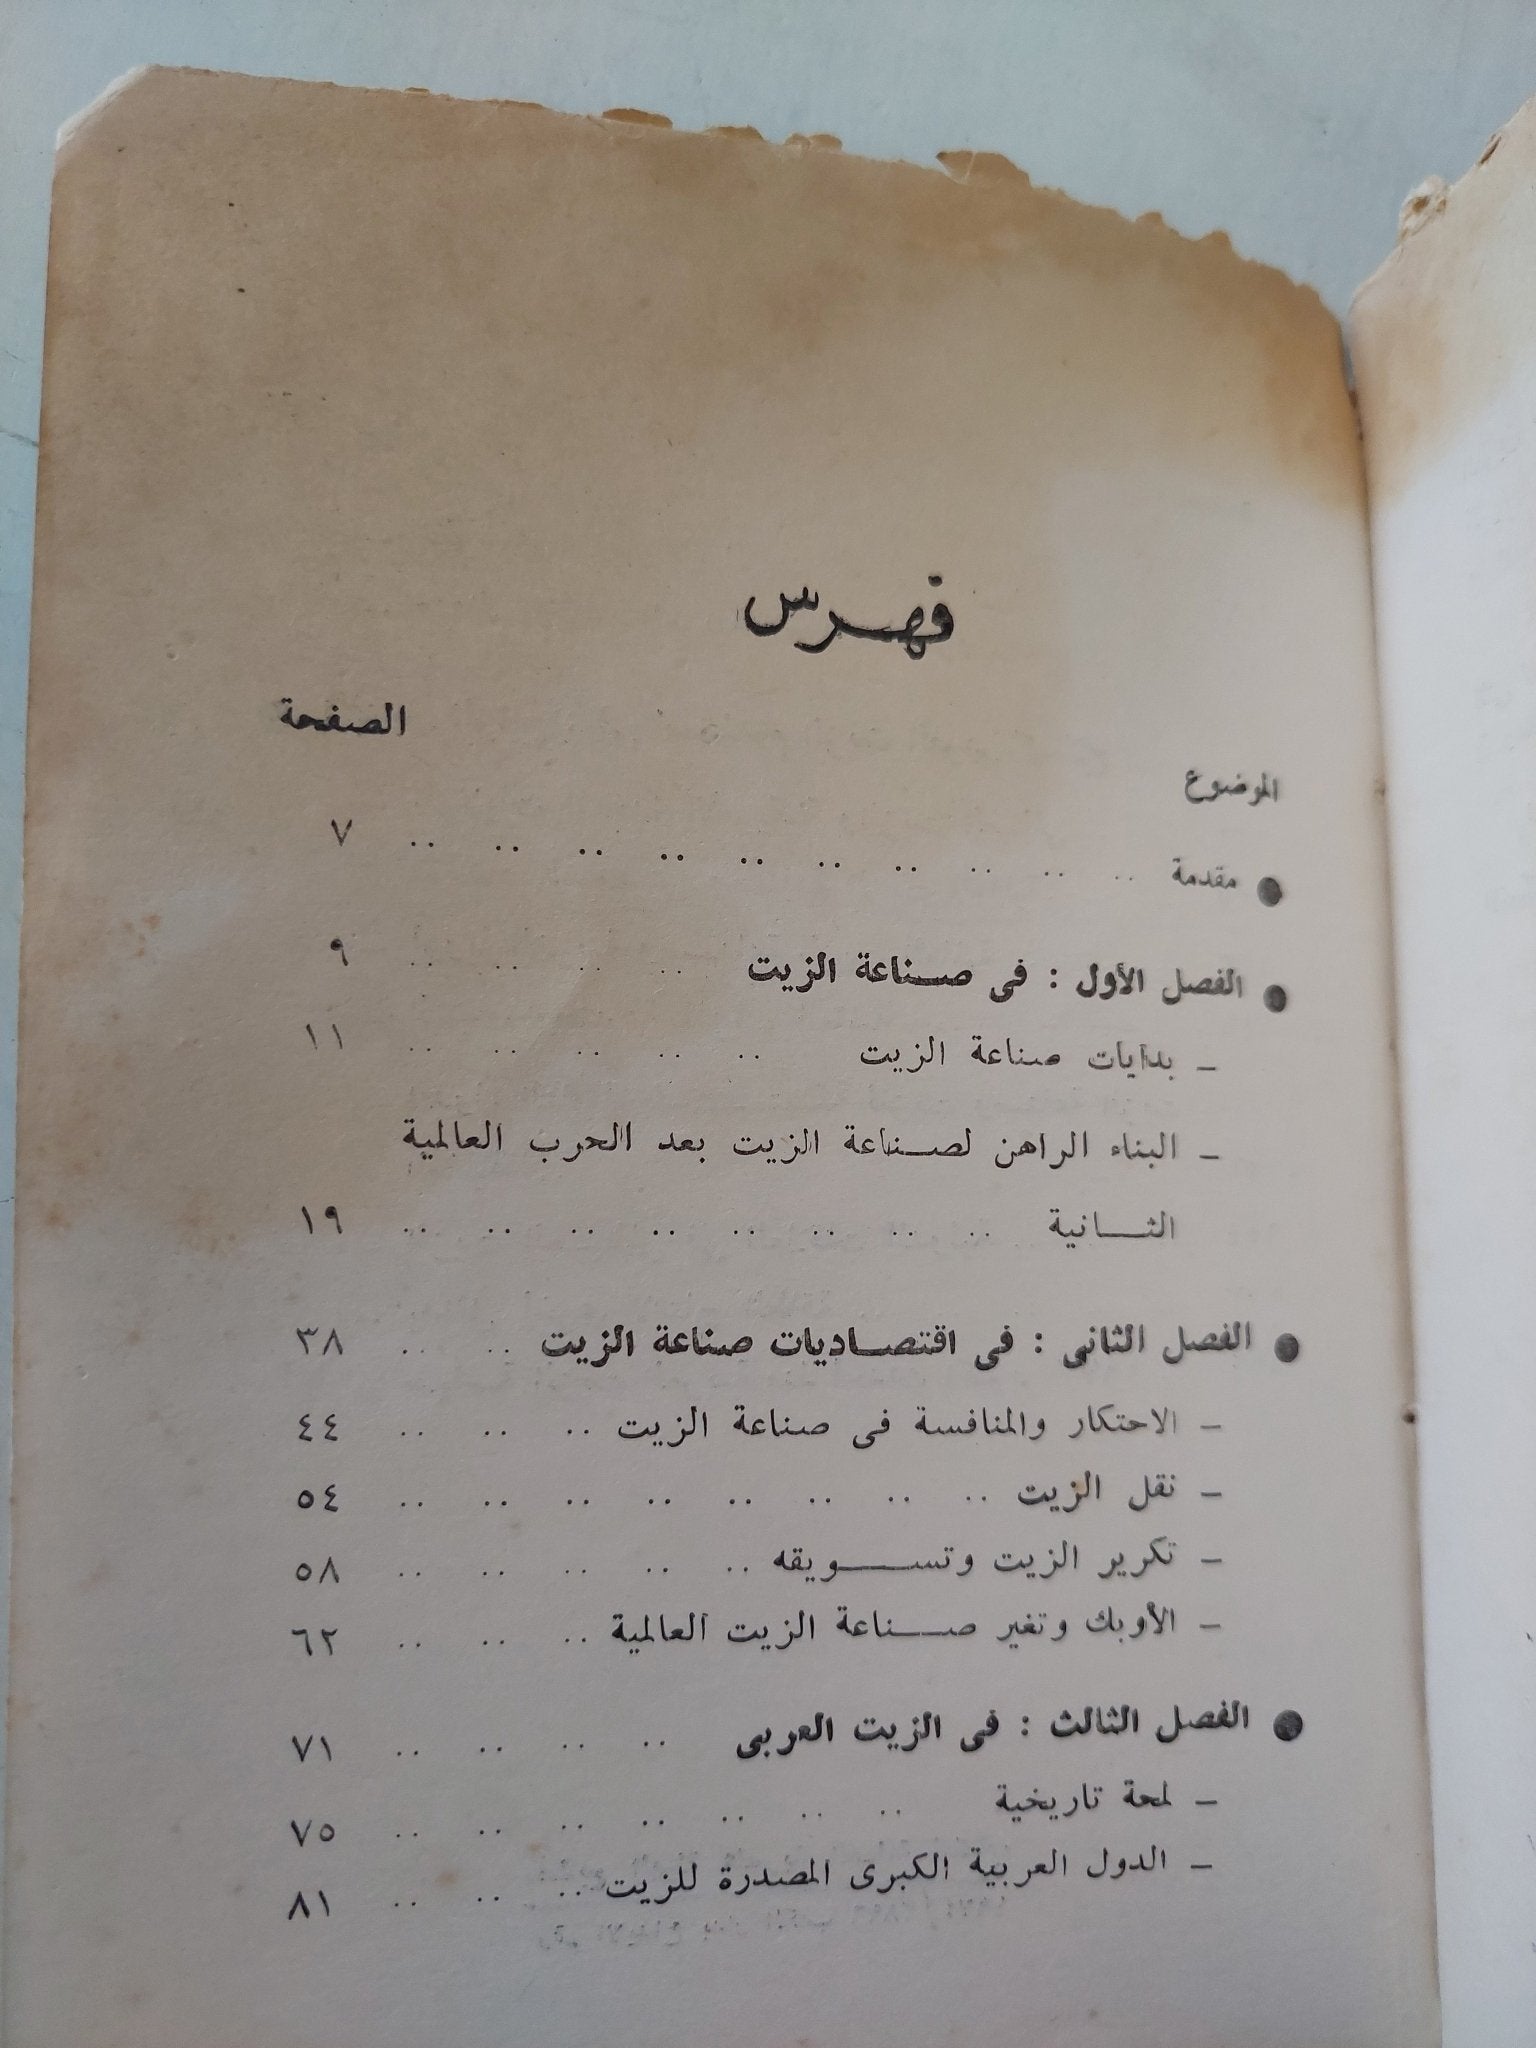 فهرس
الموضوع الصفحة
● مقدمة .. .. .. .. .. .. .. .. .. .. ٧
● الفصل الأول : فى صناعة الزيت .. .. .. .. ٩
– بدايات صناعة الزيت .. .. .. .. .. ١١
– البناء الراهن لصناعة الزيت بعد الحرب العالمية
الثانية .. .. .. .. .. .. .. .. ١٩
● الفصل الثانى : فى اقتصاديات صناعة الزيت .. .. ٣٨
– الاحتكار والمنافسة فى صناعة الزيت .. .. .. ٤٤
– نقل الزيت .. .. .. .. .. .. .. .. ٥٤
– تكرير الزيت وتسويقه .. .. .. .. .. ٥٨
– الأوبك وتغير صناعة الزيت العالمية .. .. .. ٦٢
● الفصل الثالث : فى الزيت العربى .. .. .. .. ٧١
– لمحة تاريخية .. .. .. .. .. .. .. ٧٥
– الدول العربية الكبرى المصدرة للزيت .. .. .. ٨١